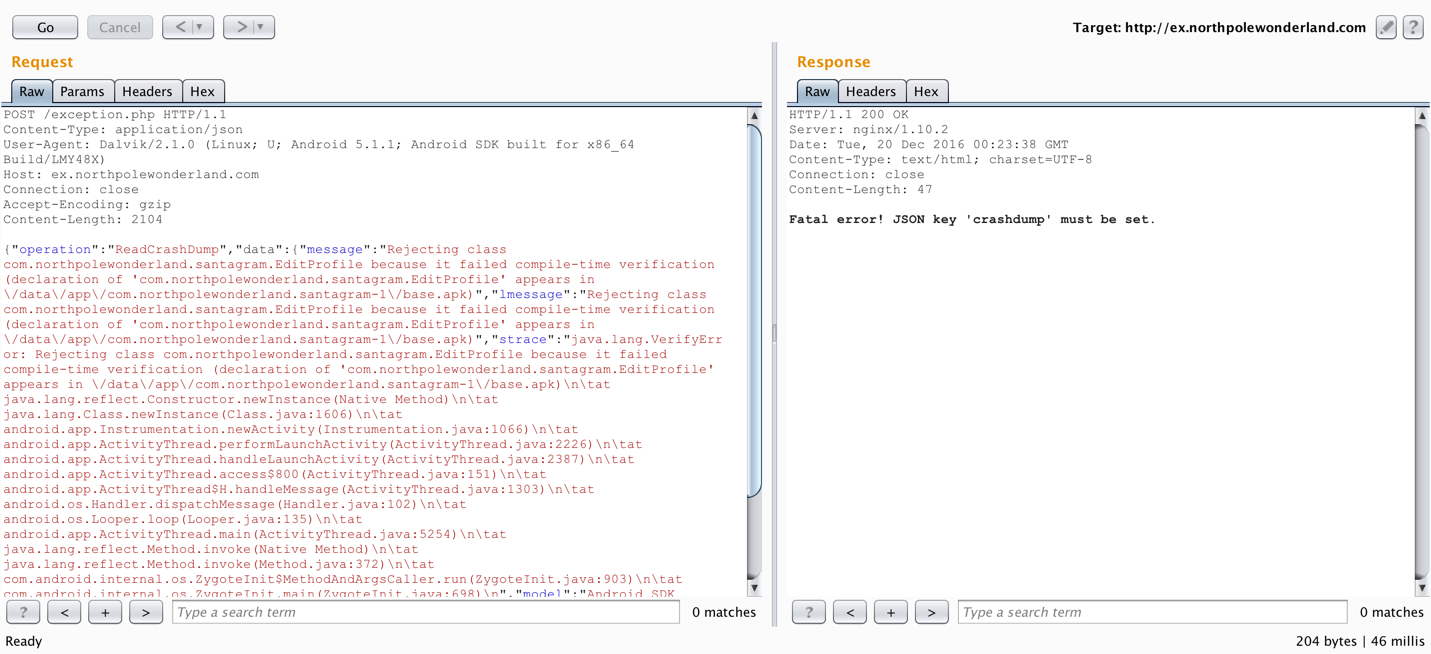 Go Cancel < > Target: http://ex.northpolewonderland.com ?
Request
Raw Params Headers Hex
POST /exception.php HTTP/1.1
Content-Type: application/json
User-Agent: Dalvik/2.1.0 (Linux; U; Android 5.1.1; Android SDK built for x86_64
Build/LMY48X)
Host: ex.northpolewonderland.com
Connection: close
Accept-Encoding: gzip
Content-Length: 2104
{"operation":"ReadCrashDump","data":{"message":"Rejecting class
com.northpolewonderland.santagram.EditProfile because it failed compile-time verification
(declaration of 'com.northpolewonderland.santagram.EditProfile' appears in
\/data\/app\/com.northpolewonderland.santagram-1\/base.apk)","lmessage":"Rejecting class
com.northpolewonderland.santagram.EditProfile because it failed compile-time verification
(declaration of 'com.northpolewonderland.santagram.EditProfile' appears in
\/data\/app\/com.northpolewonderland.santagram-1\/base.apk)","strace":"java.lang.VerifyErr
or: Rejecting class com.northpolewonderland.santagram.EditProfile because it failed
compile-time verification (declaration of 'com.northpolewonderland.santagram.EditProfile'
appears in \/data\/app\/com.northpolewonderland.santagram-1\/base.apk)\n\tat
java.lang.reflect.Constructor.newInstance(Native Method)\n\tat
java.lang.Class.newInstance(Class.java:1606)\n\tat
android.app.Instrumentation.newActivity(Instrumentation.java:1066)\n\tat
android.app.ActivityThread.performLaunchActivity(ActivityThread.java:2226)\n\tat
android.app.ActivityThread.handleLaunchActivity(ActivityThread.java:2387)\n\tat
android.app.ActivityThread.access$800(ActivityThread.java:151)\n\tat
android.app.ActivityThread$H.handleMessage(ActivityThread.java:1303)\n\tat
android.os.Handler.dispatchMessage(Handler.java:102)\n\tat
android.os.Looper.loop(Looper.java:135)\n\tat
android.app.ActivityThread.main(ActivityThread.java:5254)\n\tat
java.lang.reflect.Method.invoke(Native Method)\n\tat
java.lang.reflect.Method.invoke(Method.java:372)\n\tat
com.android.internal.os.ZygoteInit$MethodAndArgsCaller.run(ZygoteInit.java:903)\n\tat
com.android.internal.os.ZygoteInit.main(ZygoteInit.java:698)\n","model":"Android SDK
? < + > Type a search term 0 matches
Response
Raw Headers Hex
HTTP/1.1 200 OK
Server: nginx/1.10.2
Date: Tue, 20 Dec 2016 00:23:38 GMT
Content-Type: text/html; charset=UTF-8
Connection: close
Content-Length: 47
Fatal error! JSON key 'crashdump' must be set.
? < + > Type a search term 0 matches
Ready 204 bytes | 46 millis